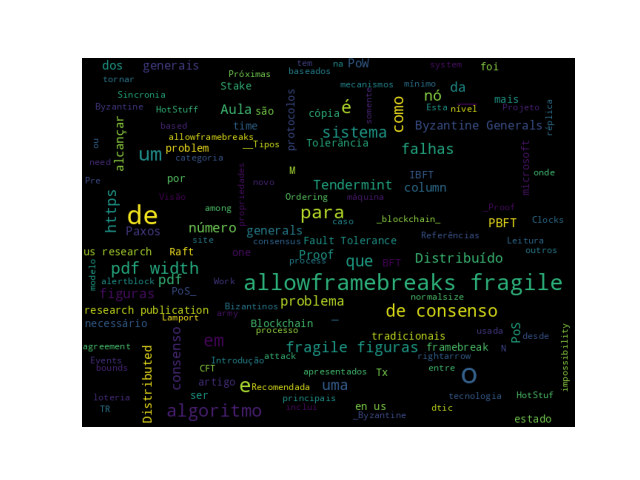 dos generais tem na PoW system foi
Próximas baseados
tornar Stake mecanismos mínimo da
Sincronia nó mais
Byzantine HotStuff Aula são cópia é somente como Esta nível Projeto
alcançar based time protocolos sistema Byzantine Generals réplica
ou allowframebreaks Tolerância falhas
problem __Tipos
um categoria microsoft
need por M IBFT onde
Pre propriedades novo Tendermint column
Visão Ordering máquina
https de among para caso _blockchain_ _Proof PBFT Clocks
Paxos número generals Referências Leitura
site consensus Fault Tolerance outros
us research Raft one Proof que BFT Distribuído
modelo pdf width process
alertblock pdf Work allowframebreaks fragile
figuras PoS_ normalsize
research publication Bizantinos army problema de consenso
necessário Lamport Blockchain _ PoS
processo tradicionais usada desde
agreement consenso em fragile figuras framebreak N impossibility
Events attack rightarrow
bounds Distributed CFT Introdução apresentados Tx entre o
artigo e Recomendada uma
loteria ser principais tecnologia HotStuf
TR algoritmo inclui en us dtic
_Byzantine estado